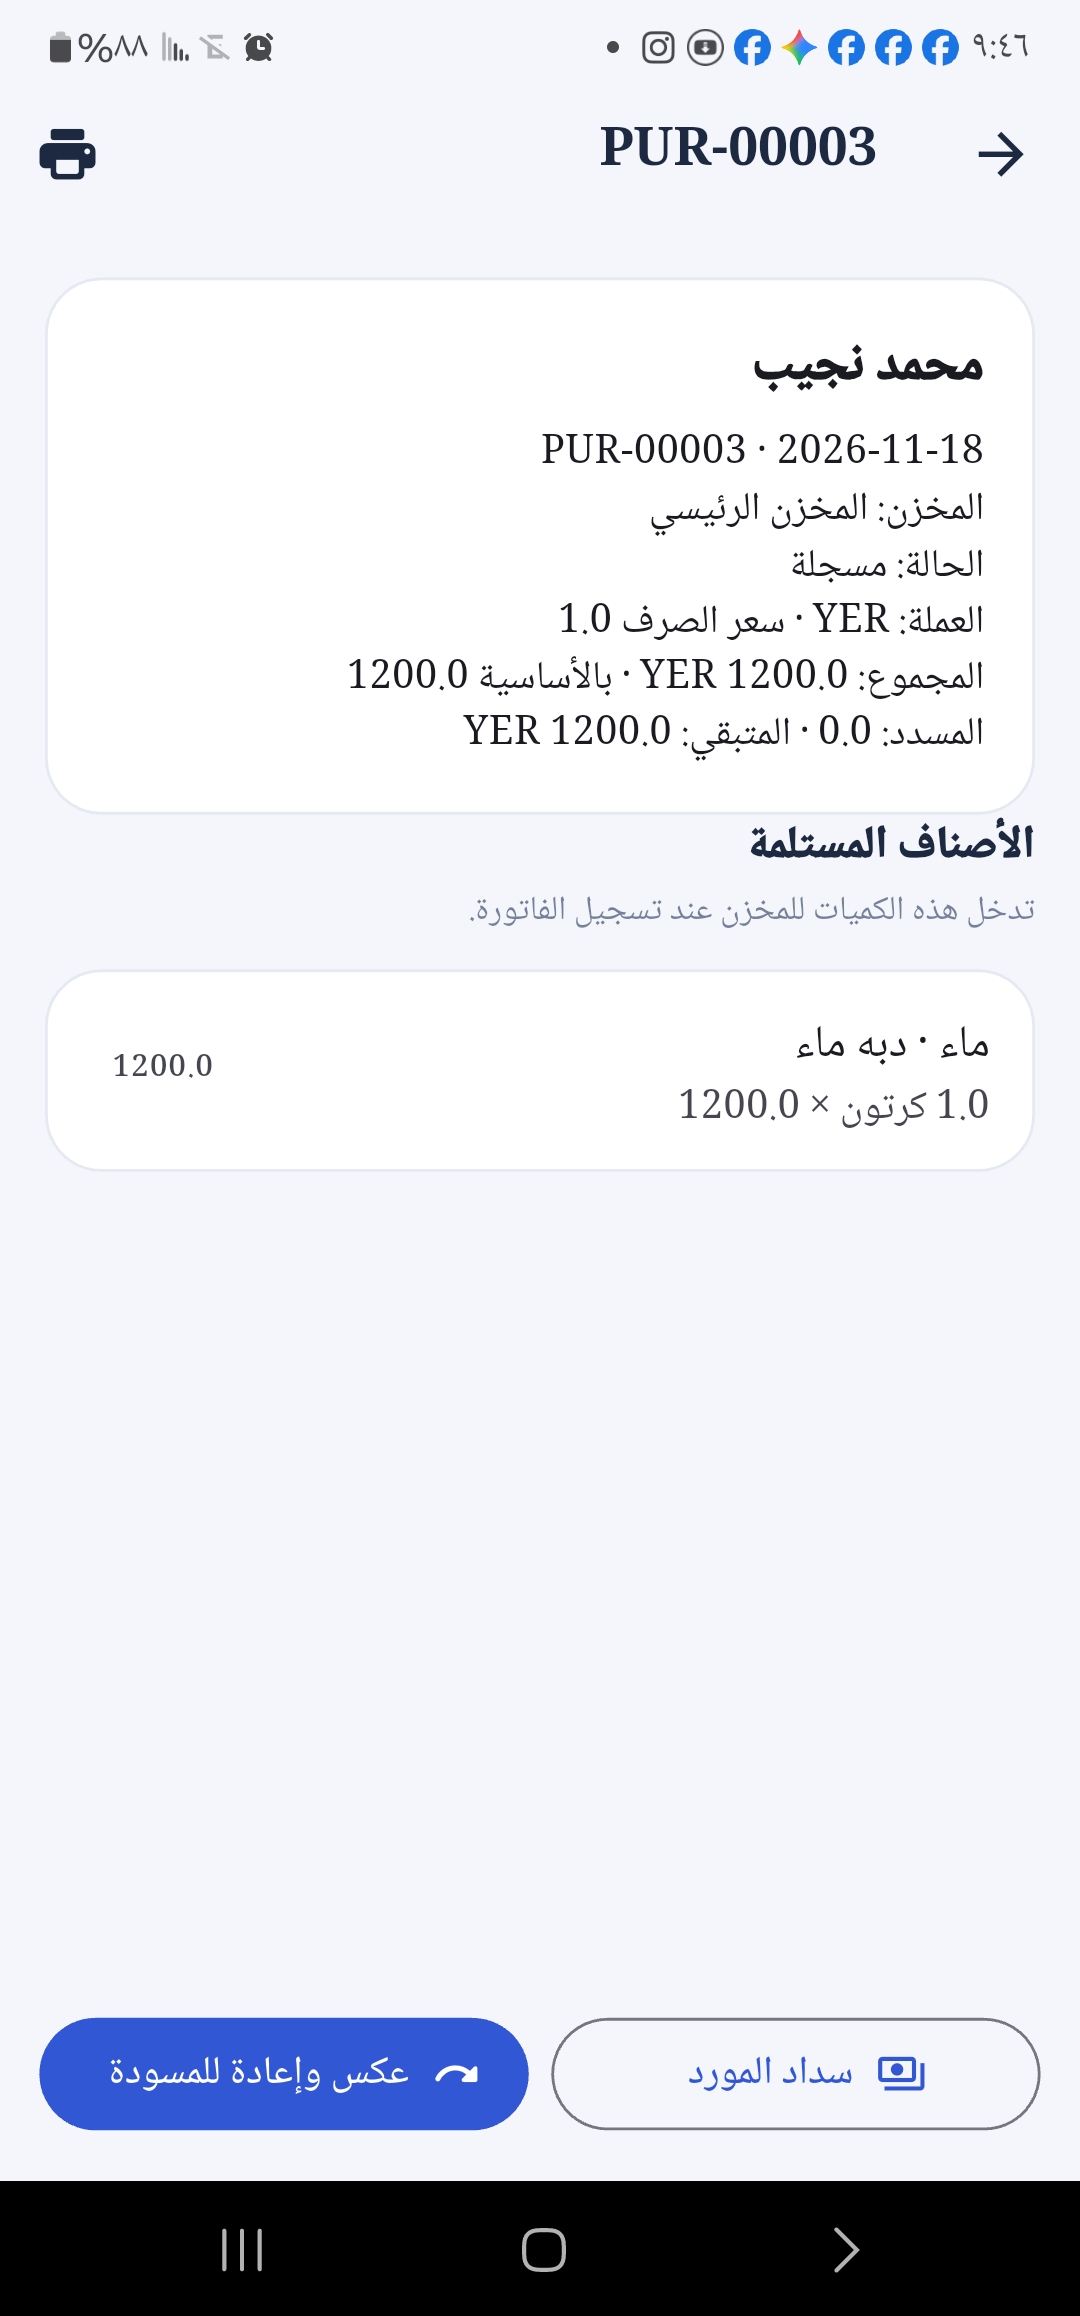 ٩:٤٦
%٨٨
PUR-00003
محمد نجيب
PUR-00003 · 2026-11-18
المخزن: المخزن الرئيسي
الحالة: مسجلة
العملة: YER · سعر الصرف 1.0
المجموع: YER 1200.0 · بالأساسية 1200.0
المسدد: 0.0 · المتبقي: YER 1200.0
الأصناف المستلمة
تدخل هذه الكميات للمخزن عند تسجيل الفاتورة.
ماء · دبه ماء
1.0 كرتون × 1200.0
1200.0
سداد المورد
عكس وإعادة للمسودة